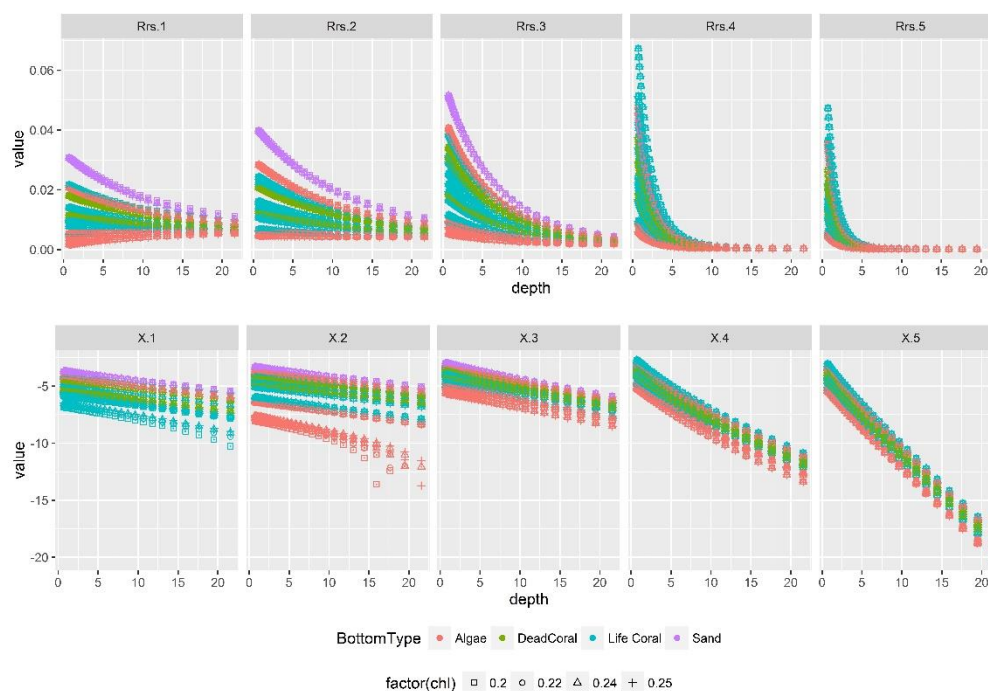 Rrs.1 Rrs.2 Rrs.3 Rrs.4 Rrs.5
0.06
0.04
0.02
0.00
value
0 5 10 15 20 0 5 10 15 20 0 5 10 15 20 0 5 10 15 20 0 5 10 15 20
depth
X.1 X.2 X.3 X.4 X.5
-5
-10
-15
-20
value
0 5 10 15 20 0 5 10 15 20 0 5 10 15 20 0 5 10 15 20 0 5 10 15 20
depth
BottomType Algae DeadCoral Life Coral Sand
factor(chl) 0.2 0.22 0.24 0.25